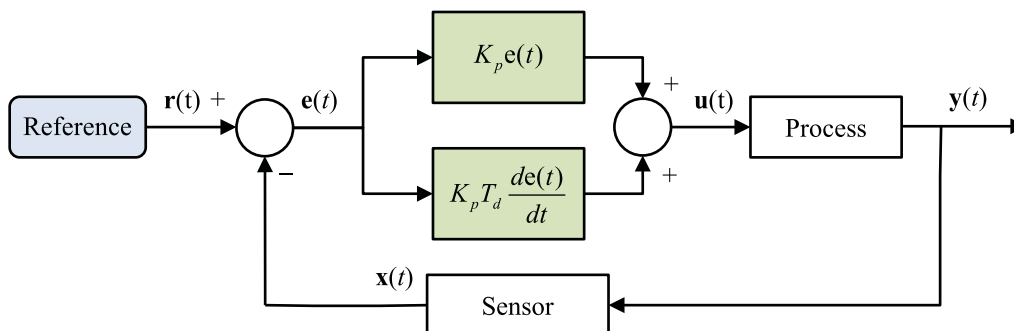 K_p e(t)
r(t) +
e(t)
+
u(t)
y(t)
Reference
Process
−
+
K_p T_d de(t)/dt
x(t)
Sensor